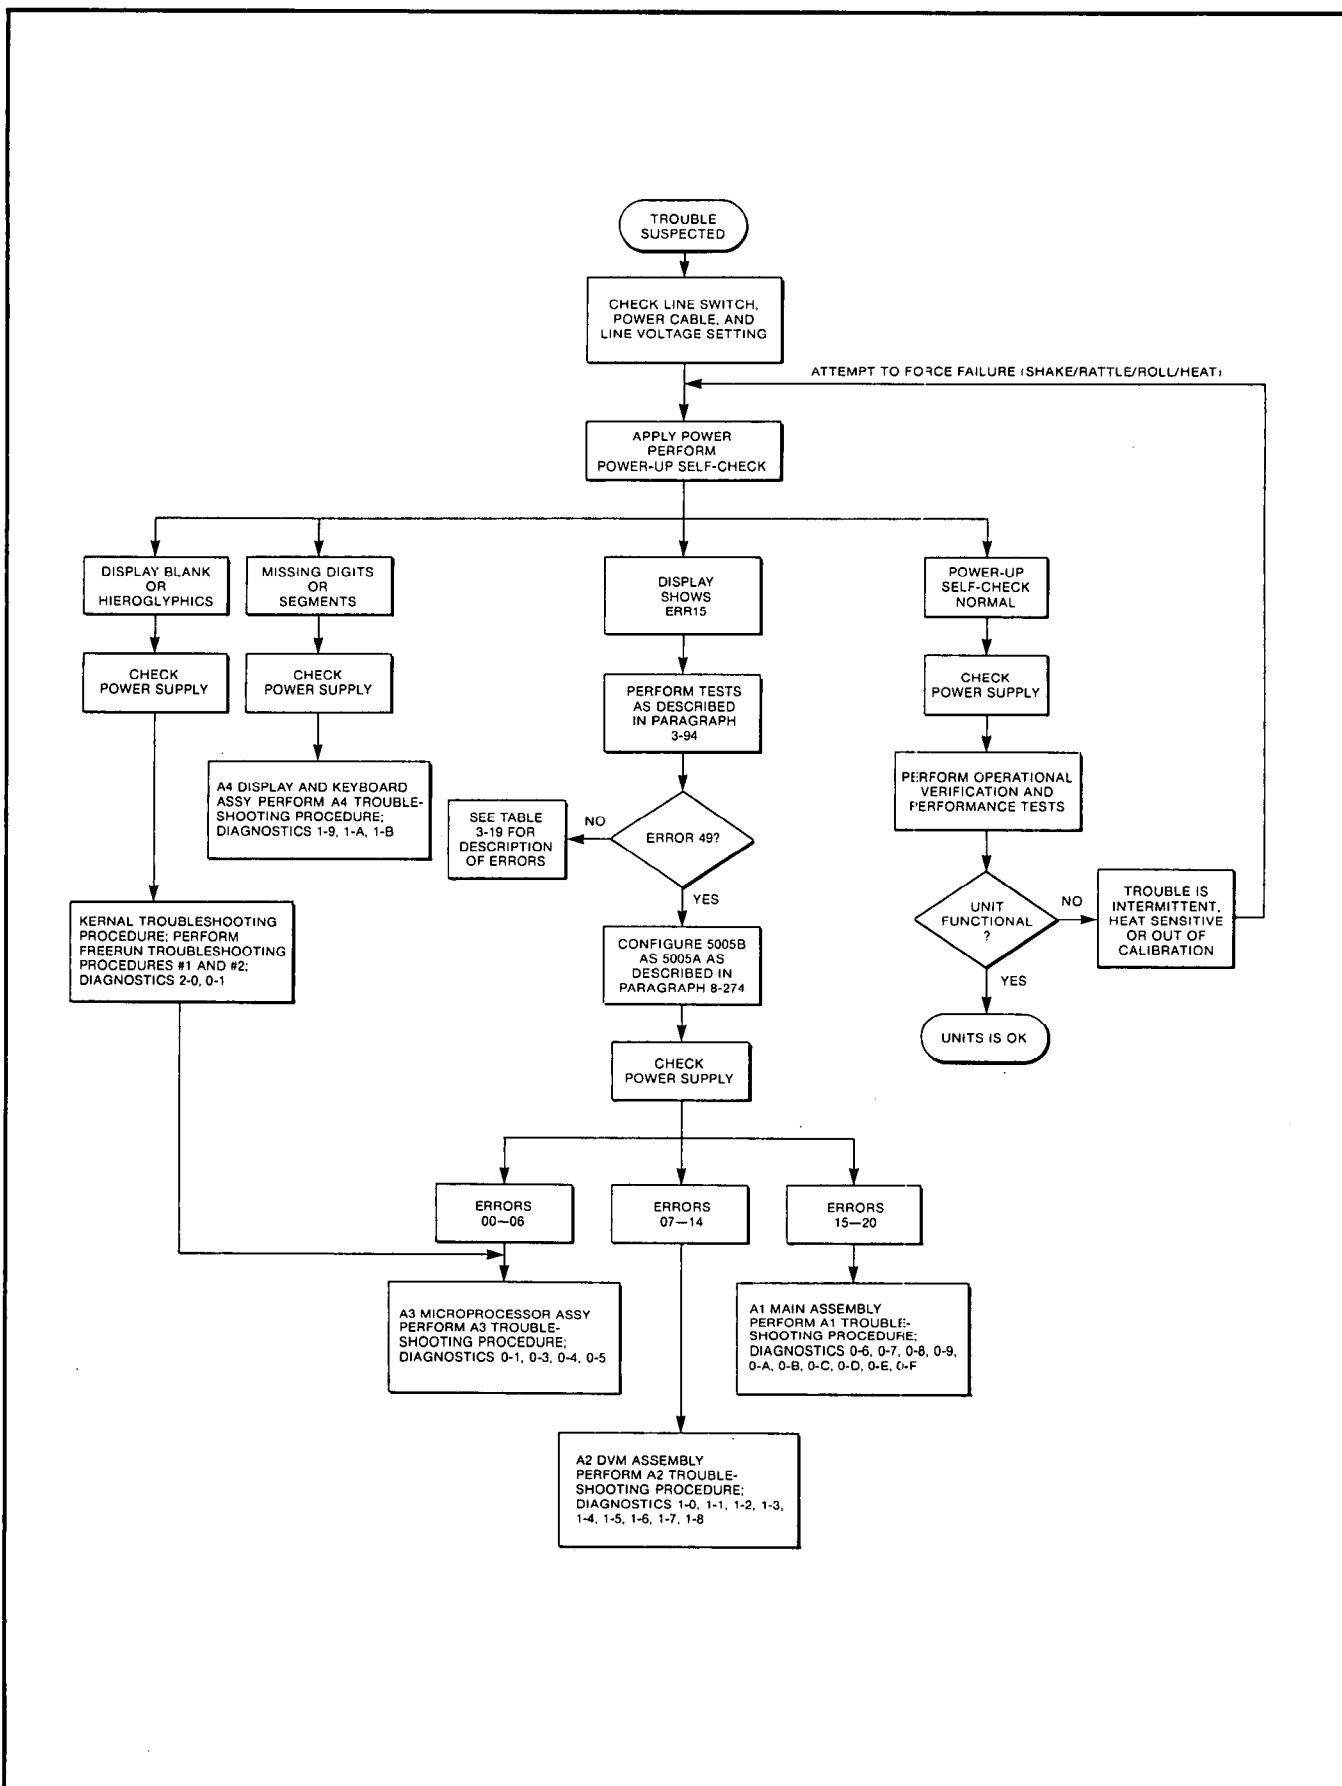 TROUBLE
SUSPECTED
CHECK LINE SWITCH,
POWER CABLE, AND
LINE VOLTAGE SETTING
ATTEMPT TO FORCE FAILURE (SHAKE/RATTLE/ROLL/HEAT)
APPLY POWER
PERFORM
POWER-UP SELF-CHECK
DISPLAY BLANK
OR
HIEROGLYPHICS
MISSING DIGITS
OR
SEGMENTS
DISPLAY
SHOWS
ERR15
POWER-UP
SELF-CHECK
NORMAL
CHECK
POWER SUPPLY
CHECK
POWER SUPPLY
PERFORM TESTS
AS DESCRIBED
IN PARAGRAPH
3-94
CHECK
POWER SUPPLY
A4 DISPLAY AND KEYBOARD
ASSY PERFORM A4 TROUBLE-
SHOOTING PROCEDURE;
DIAGNOSTICS 1-9, 1-A, 1-B
SEE TABLE
3-19 FOR
DESCRIPTION
OF ERRORS
NO
ERROR 49?
YES
PERFORM OPERATIONAL
VERIFICATION AND
PERFORMANCE TESTS
UNIT
FUNCTIONAL
?
NO
YES
TROUBLE IS
INTERMITTENT,
HEAT SENSITIVE
OR OUT OF
CALIBRATION
UNITS IS OK
KERNAL TROUBLESHOOTING
PROCEDURE; PERFORM
FREERUN TROUBLESHOOTING
PROCEDURES #1 AND #2;
DIAGNOSTICS 2-0, 0-1
CONFIGURE 5005B
AS 5005A AS
DESCRIBED IN
PARAGRAPH 8-274
CHECK
POWER SUPPLY
ERRORS
00—06
ERRORS
07—14
ERRORS
15—20
A3 MICROPROCESSOR ASSY
PERFORM A3 TROUBLE-
SHOOTING PROCEDURE;
DIAGNOSTICS 0-1, 0-3, 0-4, 0-5
A1 MAIN ASSEMBLY
PERFORM A1 TROUBLE-
SHOOTING PROCEDURE;
DIAGNOSTICS 0-6, 0-7, 0-8, 0-9,
0-A, 0-B, 0-C, 0-D, 0-E, 0-F
A2 DVM ASSEMBLY
PERFORM A2 TROUBLE-
SHOOTING PROCEDURE;
DIAGNOSTICS 1-0, 1-1, 1-2, 1-3,
1-4, 1-5, 1-6, 1-7, 1-8